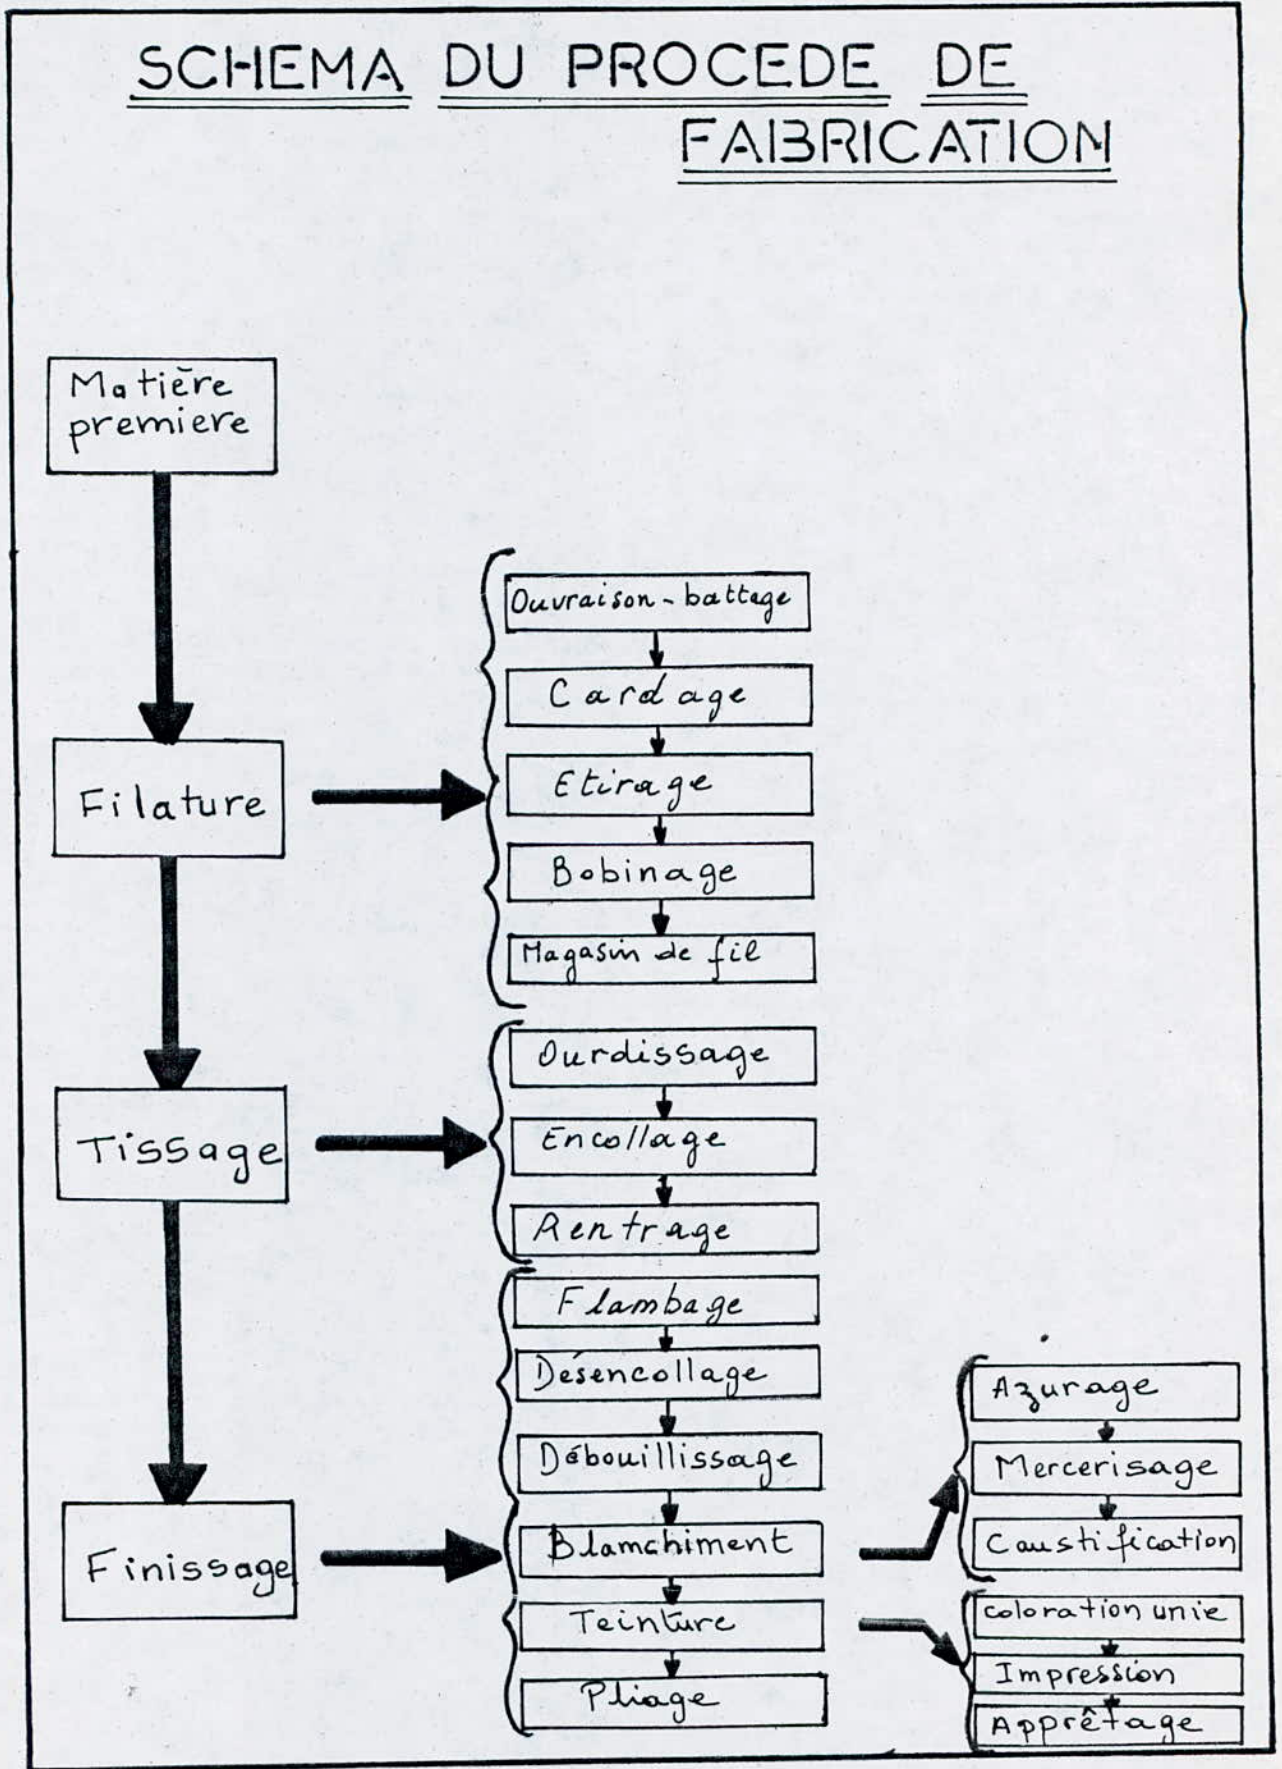 SCHEMA DU PROCEDE DE
FABRICATION
Matière
premiere
Filature
Ouvraison-battage
Cardage
Etirage
Bobinage
Magasin de fil
Tissage
Ourdissage
Encollage
Rentrage
Finissage
Flambage
Désencollage
Débouillissage
Blamchiment
Teinture
Pliage
Azurage
Mercerisage
Caustification
Coloration unie
Impression
Apprêtage